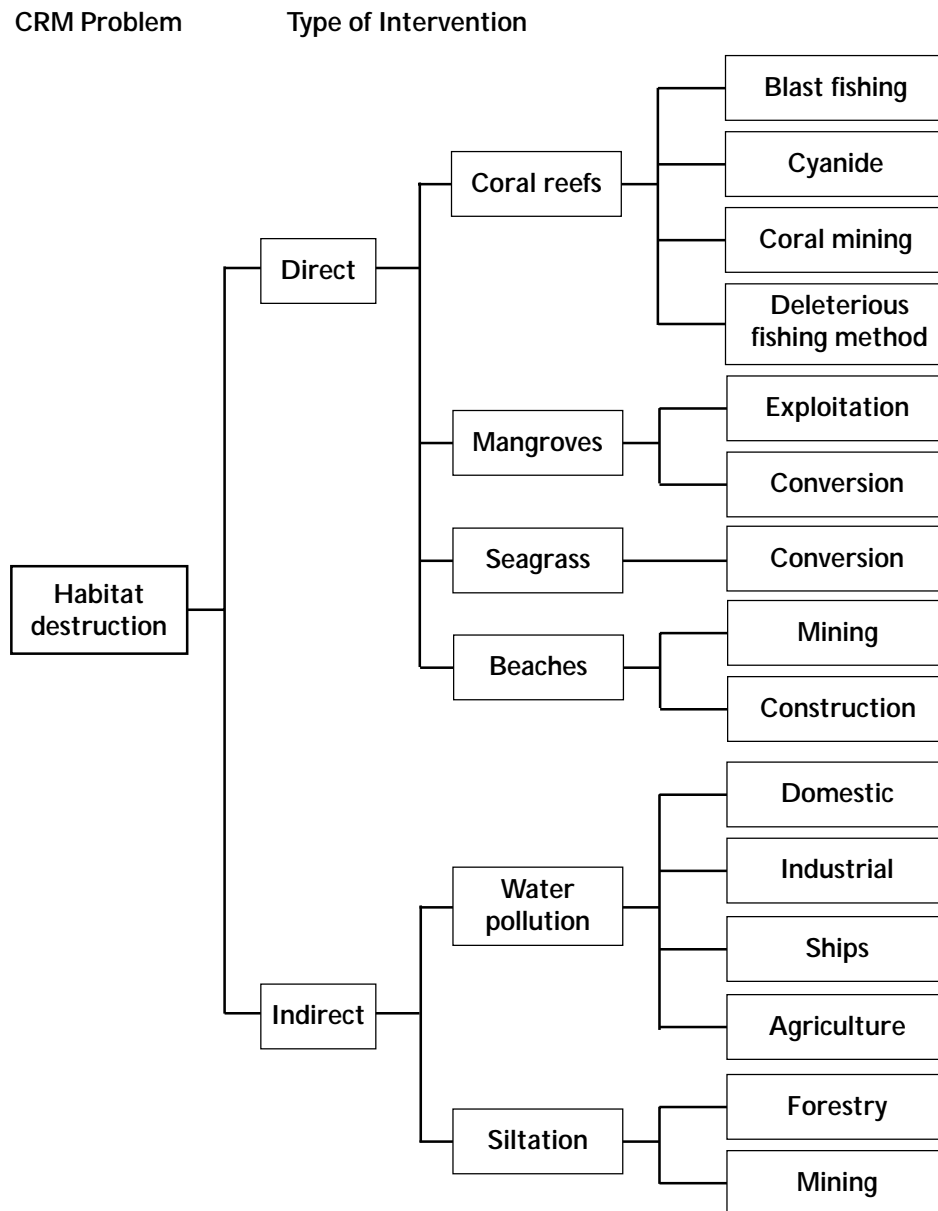 CRM Problem
Type of Intervention
Habitat
destruction
Direct
Coral reefs
Blast fishing
Cyanide
Coral mining
Deleterious
fishing method
Mangroves
Exploitation
Conversion
Seagrass
Conversion
Beaches
Mining
Construction
Indirect
Water
pollution
Domestic
Industrial
Ships
Agriculture
Siltation
Forestry
Mining